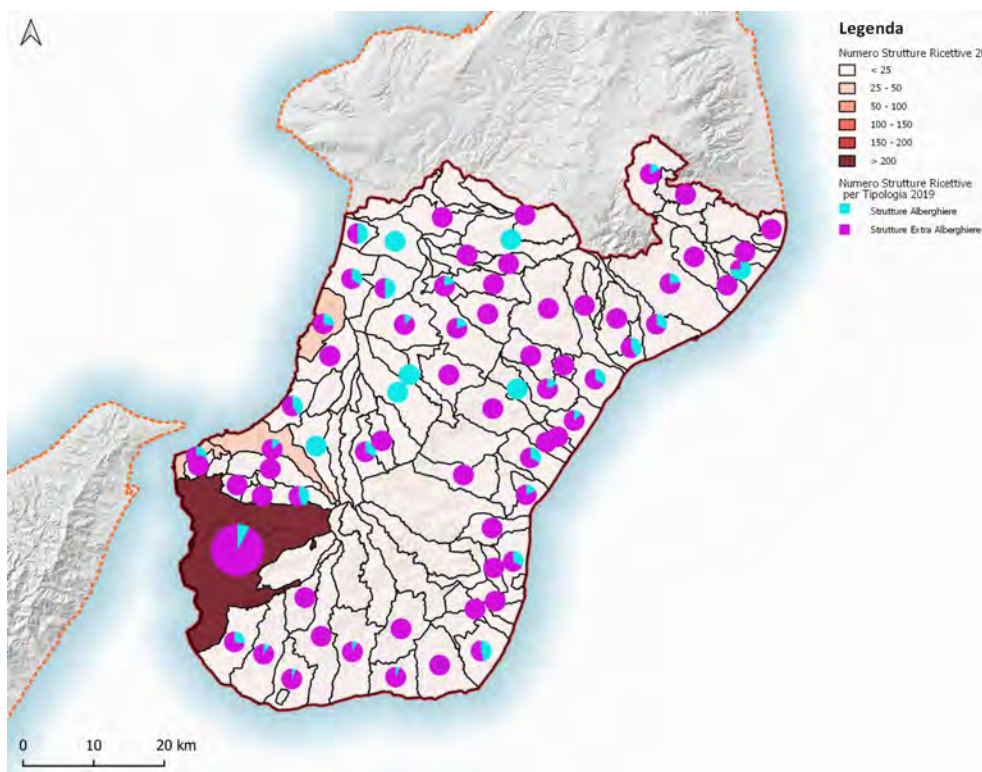 Legenda
Numero Strutture Ricettive 20
< 25
25 - 50
50 - 100
100 - 150
150 - 200
> 200
Numero Strutture Ricettive
per Tipologia 2019
Strutture Alberghiere
Strutture Extra Alberghiere
0 10 20 km